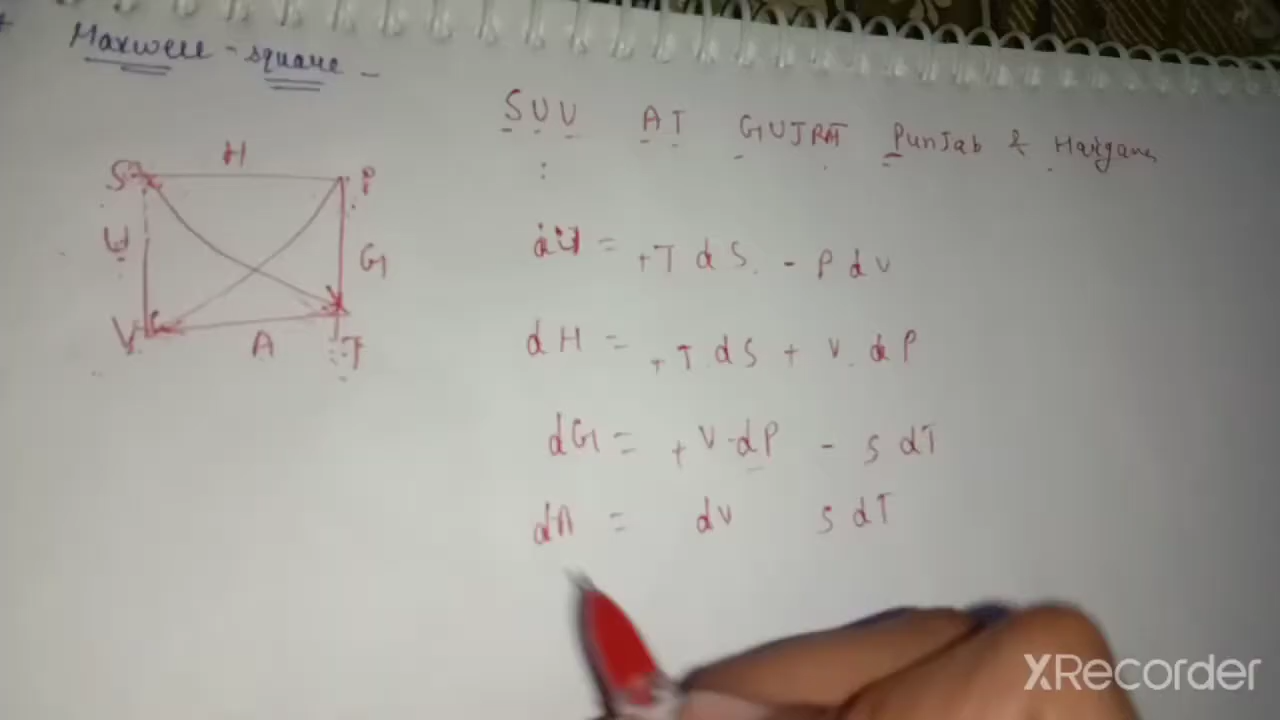 Maxwell - square -
SUV AT GUJRAT Punjab & Haryana
H
S P
U G
V T
A
dU = +T dS - P dV
dH = +T dS + V. dP
dG = +V dP - S dT
dA = dV S dT
XRecorder